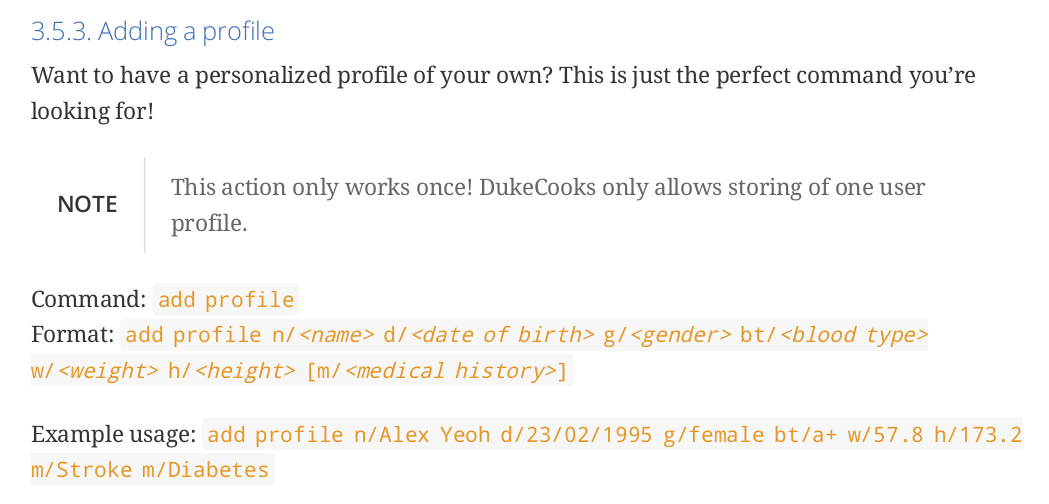 3.5.3. Adding a profile
Want to have a personalized profile of your own? This is just the perfect command you’re
looking for!
NOTE
This action only works once! DukeCooks only allows storing of one user
profile.
Command: add profile
Format: add profile n/<name> d/<date of birth> g/<gender> bt/<blood type>
w/<weight> h/<height> [m/<medical history>]
Example usage: add profile n/Alex Yeoh d/23/02/1995 g/female bt/a+ w/57.8 h/173.2
m/Stroke m/Diabetes